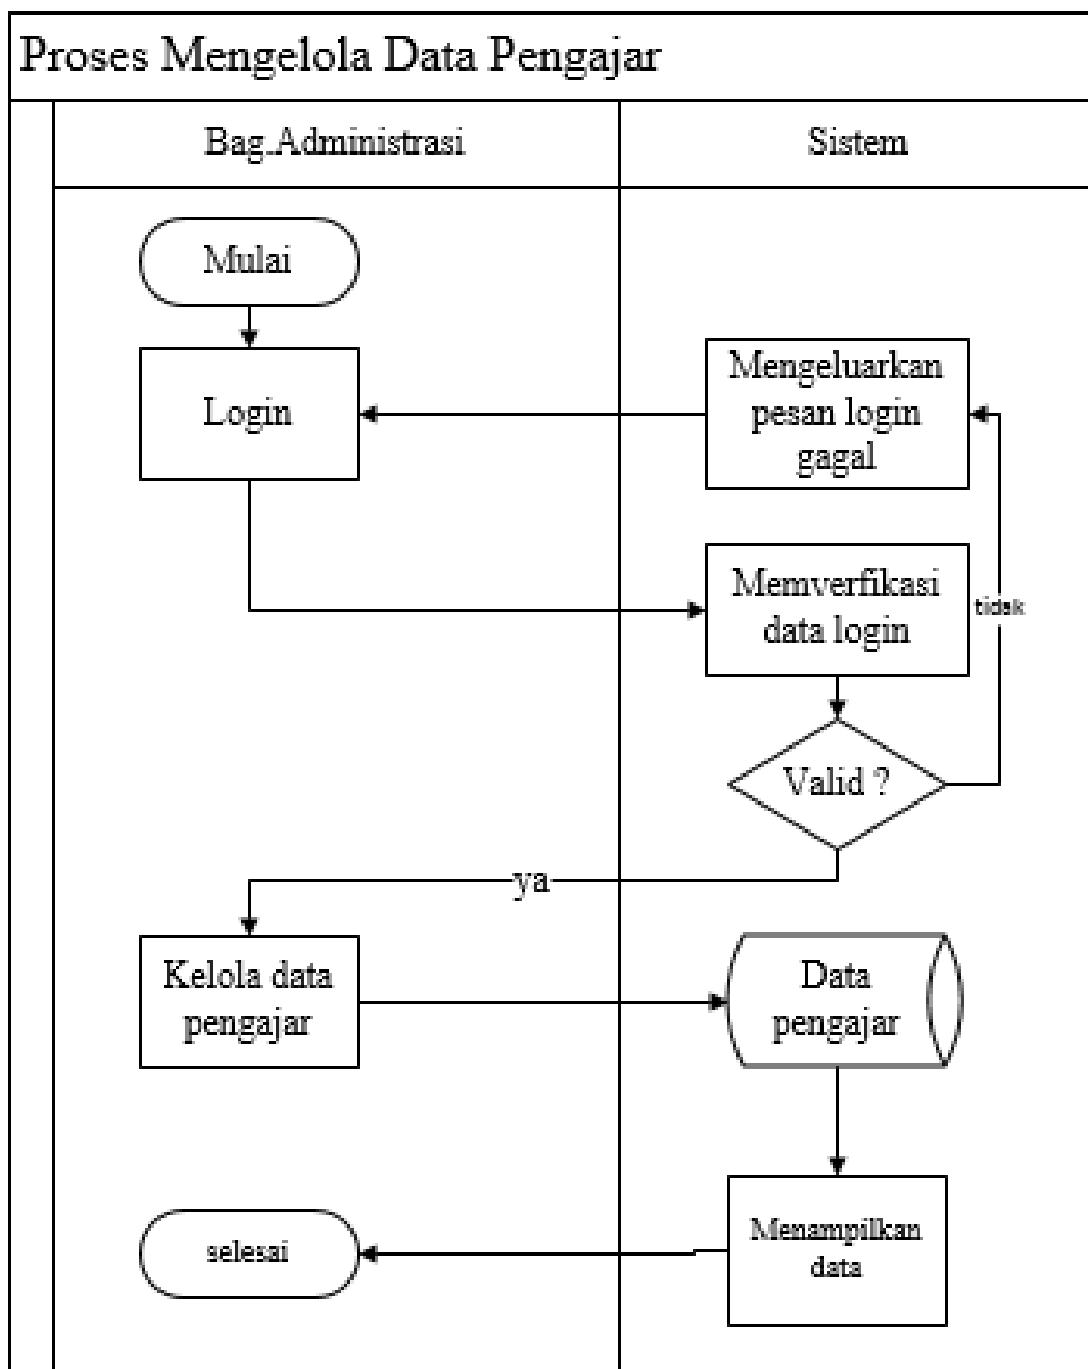 Proses Mengelola Data Pengajar
Bag.Administrasi
Sistem
Mulai
Login
Mengeluarkan
pesan login
gagal
Memverfikasi
data login
tidak
Valid ?
ya
Kelola data
pengajar
Data
pengajar
Menampilkan
data
selesai